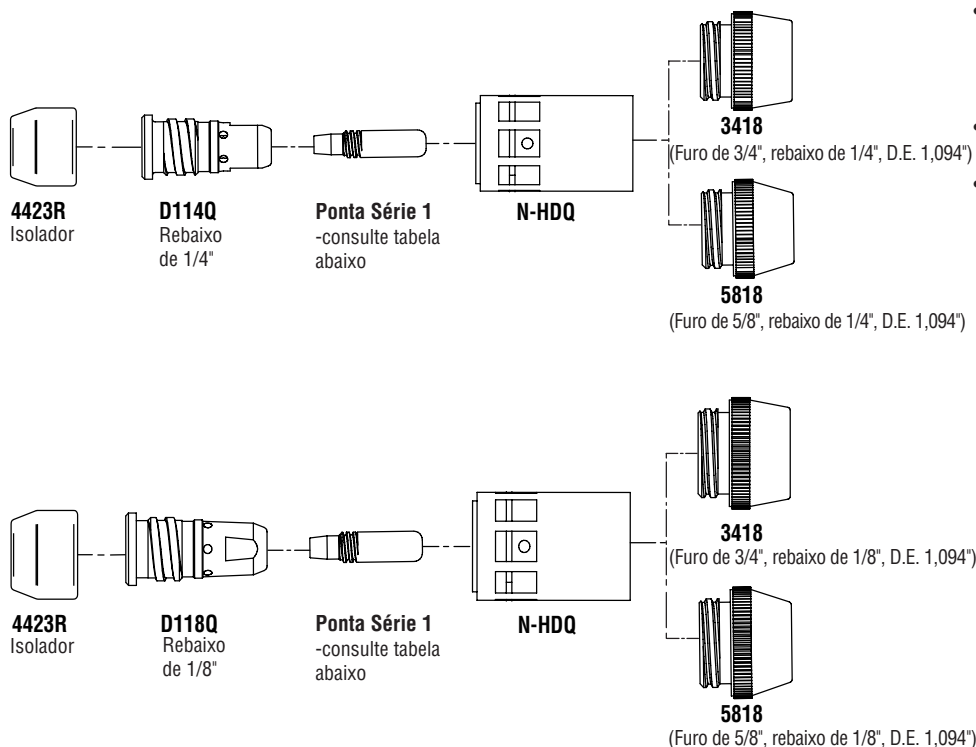 3418
(Furo de 3/4", rebaixo de 1/4", D.E. 1,094")
4423R
Isolador
D114Q
Rebaixo
de 1/4"
Ponta Série 1
-consulte tabela
abaixo
N-HDQ
5818
(Furo de 5/8", rebaixo de 1/4", D.E. 1,094")
3418
(Furo de 3/4", rebaixo de 1/8", D.E. 1,094")
4423R
Isolador
D118Q
Rebaixo
de 1/8"
Ponta Série 1
-consulte tabela
abaixo
N-HDQ
5818
(Furo de 5/8", rebaixo de 1/8", D.E. 1,094")